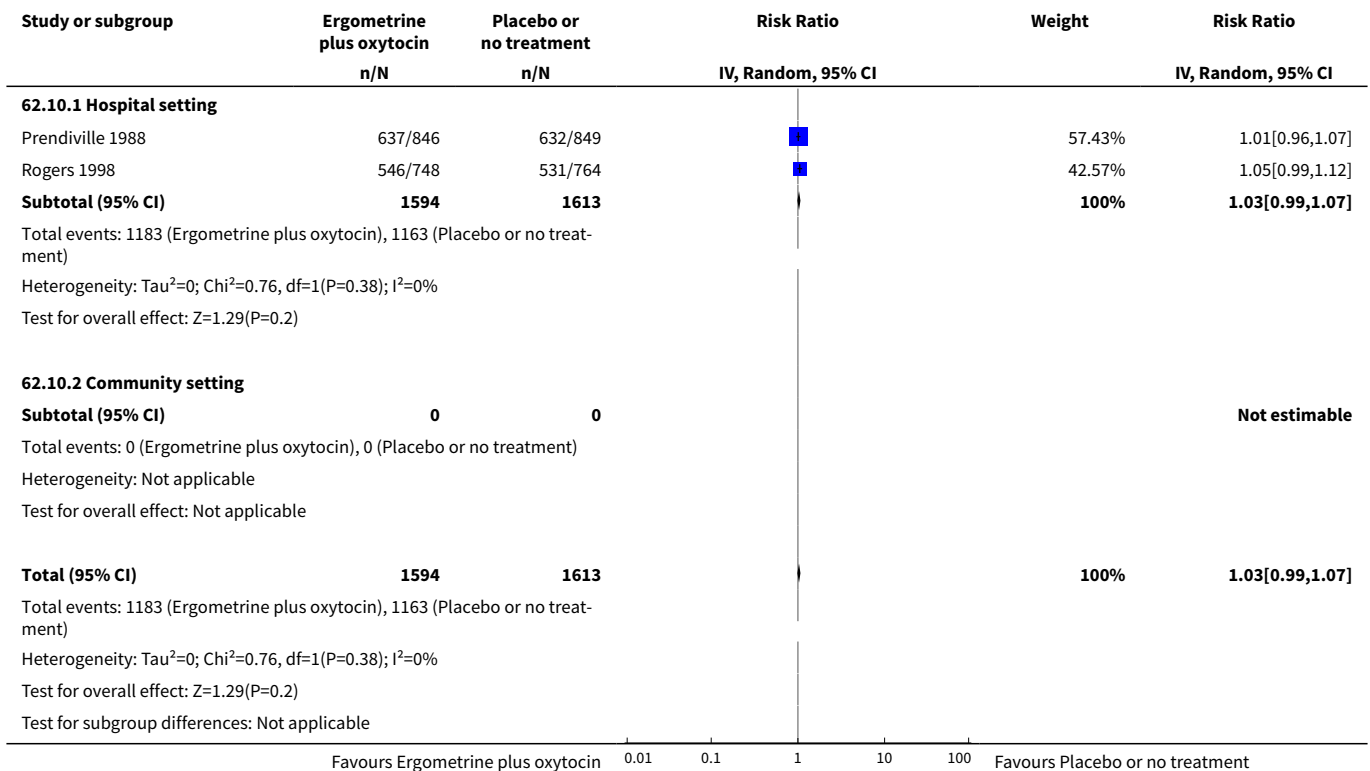 Study or subgroup Ergometrine plus oxytocin Placebo or no treatment Risk Ratio Weight Risk Ratio
n/N n/N IV, Random, 95% CI IV, Random, 95% CI
62.10.1 Hospital setting
Prendiville 1988 637/846 632/849 57.43% 1.01[0.96,1.07]
Rogers 1998 546/748 531/764 42.57% 1.05[0.99,1.12]
Subtotal (95% CI) 1594 1613 100% 1.03[0.99,1.07]
Total events: 1183 (Ergometrine plus oxytocin), 1163 (Placebo or no treat-
ment)
Heterogeneity: Tau²=0; Chi²=0.76, df=1(P=0.38); I²=0%
Test for overall effect: Z=1.29(P=0.2)
62.10.2 Community setting
Subtotal (95% CI) 0 0 Not estimable
Total events: 0 (Ergometrine plus oxytocin), 0 (Placebo or no treatment)
Heterogeneity: Not applicable
Test for overall effect: Not applicable
Total (95% CI) 1594 1613 100% 1.03[0.99,1.07]
Total events: 1183 (Ergometrine plus oxytocin), 1163 (Placebo or no treat-
ment)
Heterogeneity: Tau²=0; Chi²=0.76, df=1(P=0.38); I²=0%
Test for overall effect: Z=1.29(P=0.2)
Test for subgroup differences: Not applicable
Favours Ergometrine plus oxytocin 0.01 0.1 1 10 100 Favours Placebo or no treatment